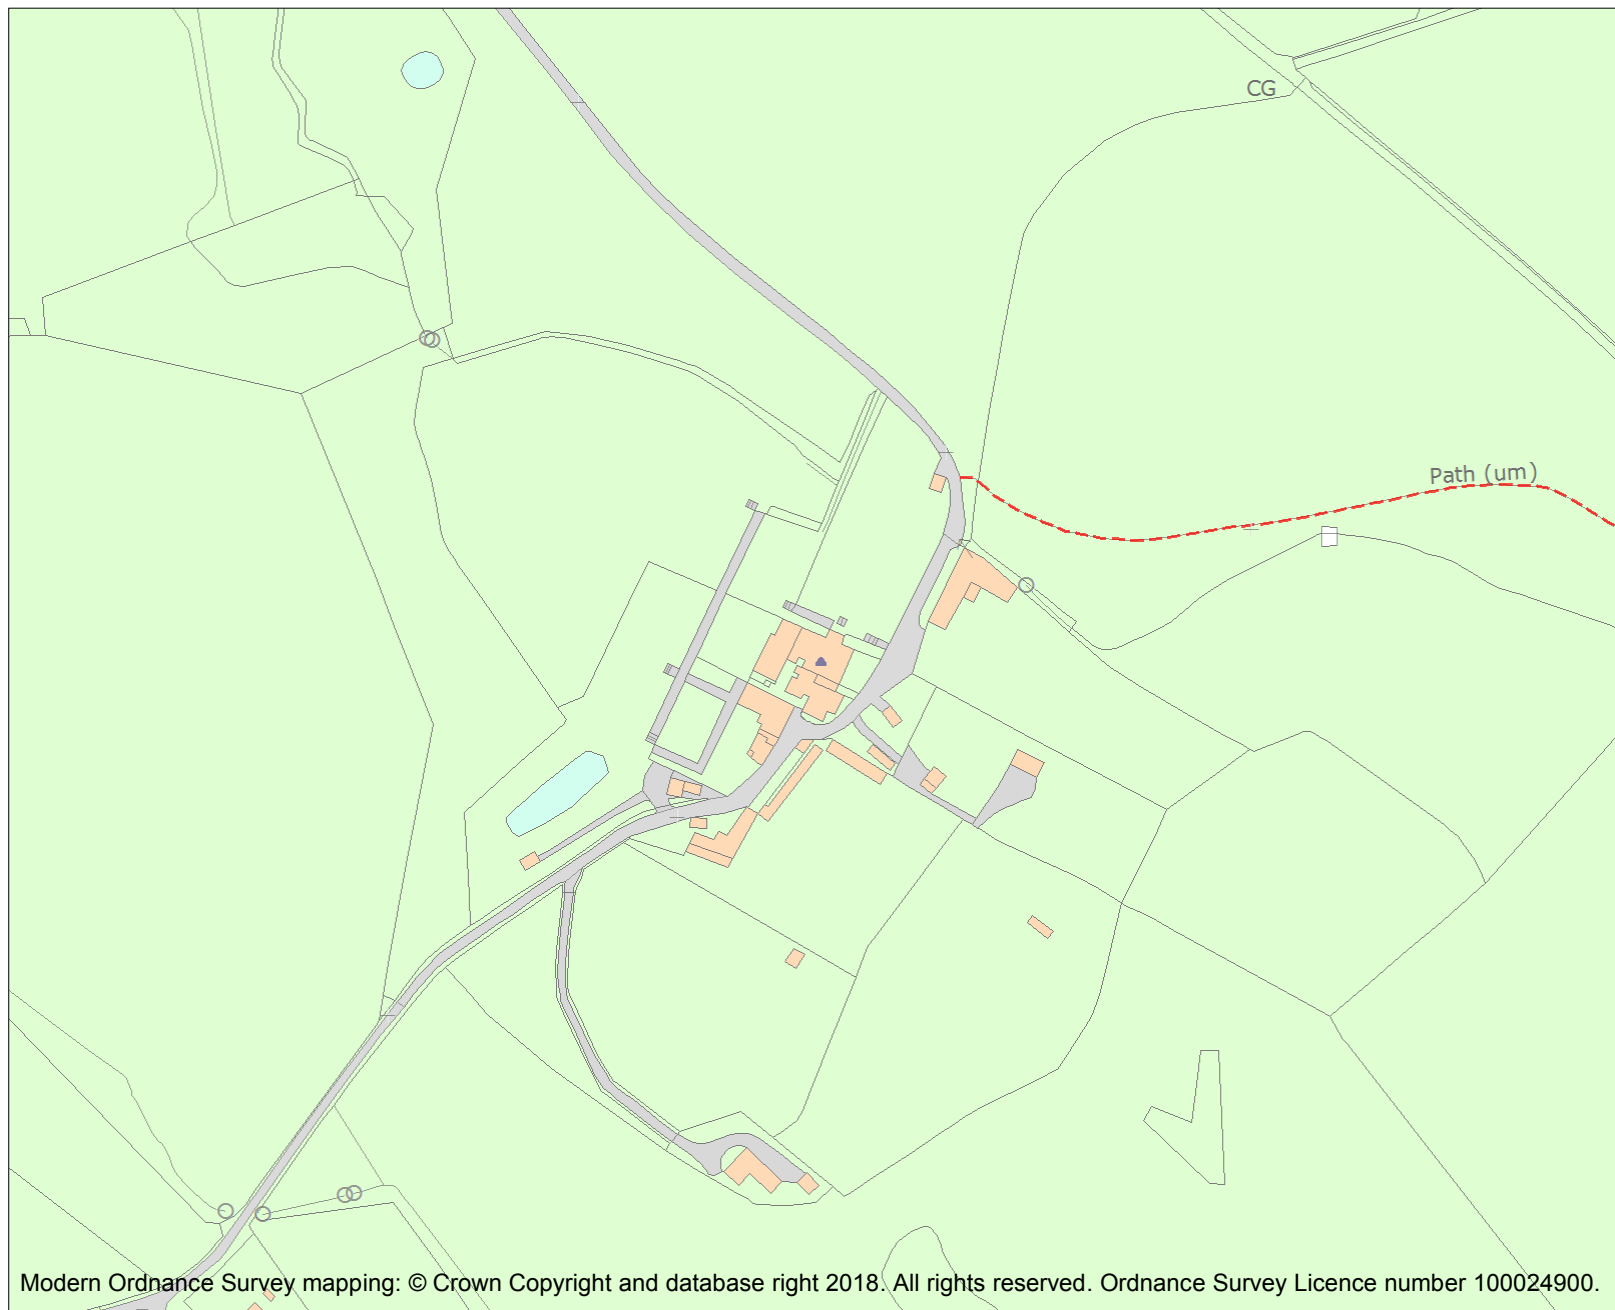 CG
Path (um)
Modern Ordnance Survey mapping: © Crown Copyright and database right 2018. All rights reserved. Ordnance Survey Licence number 100024900.